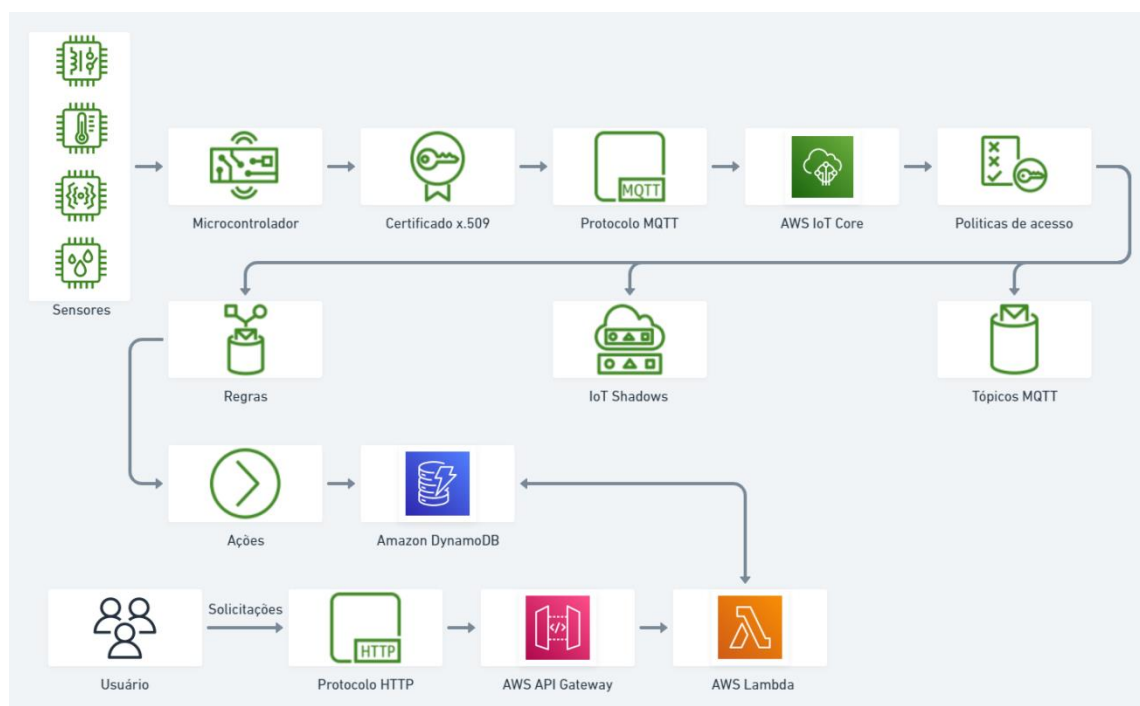 MQTT
Microcontrolador
Certificado x.509
Protocolo MQTT
AWS IoT Core
Políticas de acesso
Sensores
Regras
IoT Shadows
Tópicos MQTT
Ações
Amazon DynamoDB
Solicitações
HTTP
</>
Usuário
Protocolo HTTP
AWS API Gateway
AWS Lambda